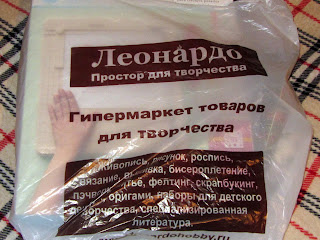 Леонардо
Простор для творчества
Гипермаркет товаров
для творчества
живопись, рисунок, роспись,
вязание, бисероплетение,
фелтинг, скрапбукинг,
оригами, наборы для детского
творчества, специализированная
литература.